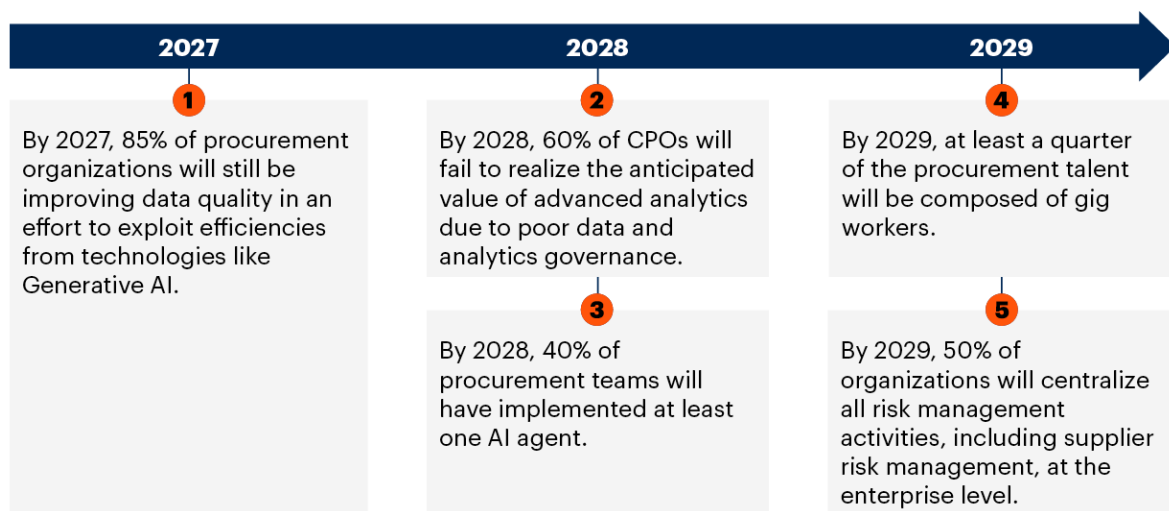 2027
2028
2029
1
By 2027, 85% of procurement
organizations will still be
improving data quality in an
effort to exploit efficiencies
from technologies like
Generative AI.
2
By 2028, 60% of CPOs will
fail to realize the anticipated
value of advanced analytics
due to poor data and
analytics governance.
3
By 2028, 40% of
procurement teams will
have implemented at least
one AI agent.
4
By 2029, at least a quarter
of the procurement talent
will be composed of gig
workers.
5
By 2029, 50% of
organizations will centralize
all risk management
activities, including supplier
risk management, at the
enterprise level.